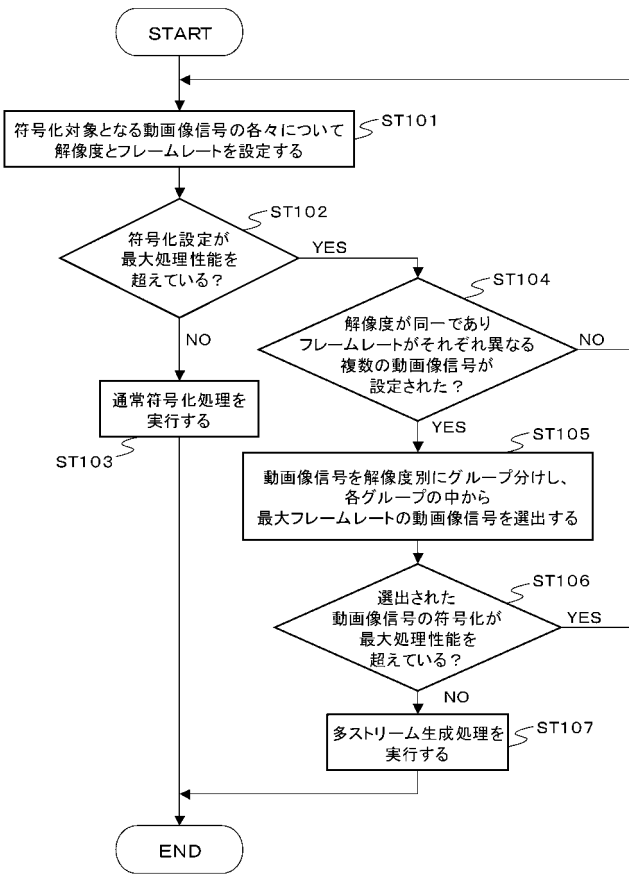 START
符号化対象となる動画像信号の各々について
解像度とフレームレートを設定する
ST101
符号化設定が
最大処理性能を
超えている?
ST102
YES
NO
通常符号化処理を
実行する
ST103
解像度が同一であり
フレームレートがそれぞれ異なる
複数の動画像信号が
設定された?
ST104
NO
YES
動画像信号を解像度別にグループ分けし、
各グループの中から
最大フレームレートの動画像信号を選出する
ST105
選出された
動画像信号の符号化が
最大処理性能を
超えている?
ST106
YES
NO
多ストリーム生成処理を
実行する
ST107
END